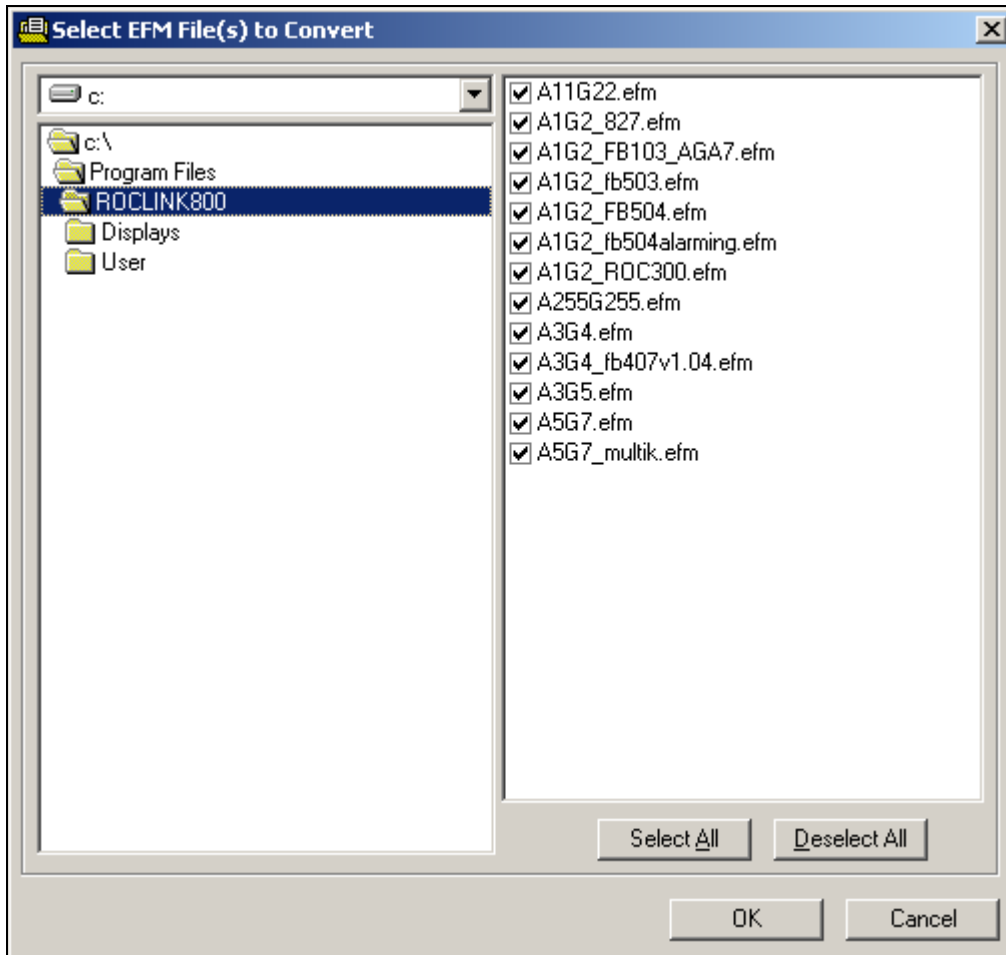 Select EFM File(s) to Convert
c:
c:\
Program Files
ROCLINK800
Displays
User
A11G22.efm
A1G2_827.efm
A1G2_FB103_AGA7.efm
A1G2_fb503.efm
A1G2_FB504.efm
A1G2_fb504alarming.efm
A1G2_ROC300.efm
A255G255.efm
A3G4.efm
A3G4_fb407v1.04.efm
A3G5.efm
A5G7.efm
A5G7_multik.efm
Select All
Deselect All
OK
Cancel